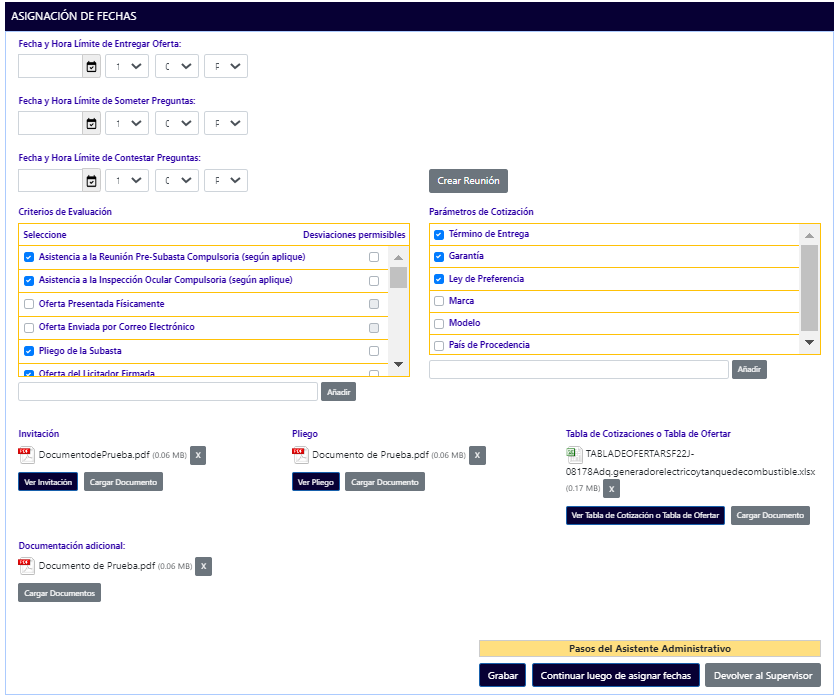 ASIGNACIÓN DE FECHAS
Fecha y Hora Límite de Entregar Oferta:
Fecha y Hora Límite de Someter Preguntas:
Fecha y Hora Límite de Contestar Preguntas:
Crear Reunión
Criterios de Evaluación
Seleccione Desviaciones permisibles
Asistencia a la Reunión Pre-Subasta Compulsoria (según aplique)
Asistencia a la Inspección Ocular Compulsoria (según aplique)
Oferta Presentada Físicamente
Oferta Enviada por Correo Electrónico
Pliego de la Subasta
Oferta del Licitador Firmada
Añadir
Parámetros de Cotización
Término de Entrega
Garantía
Ley de Preferencia
Marca
Modelo
País de Procedencia
Añadir
Invitación
DocumentodePrueba.pdf (0.06 MB) X
Ver Invitación Cargar Documento
Pliego
Documento de Prueba.pdf (0.06 MB) X
Ver Pliego Cargar Documento
Tabla de Cotizaciones o Tabla de Ofertar
TABLADEOFERTARSF22J-
08178Adq.generadorelectricoytanquedecombustible.xlsx
(0.17 MB) X
Ver Tabla de Cotización o Tabla de Ofertar Cargar Documento
Documentación adicional:
Documento de Prueba.pdf (0.06 MB) X
Cargar Documentos
Pasos del Asistente Administrativo
Grabar Continuar luego de asignar fechas Devolver al Supervisor